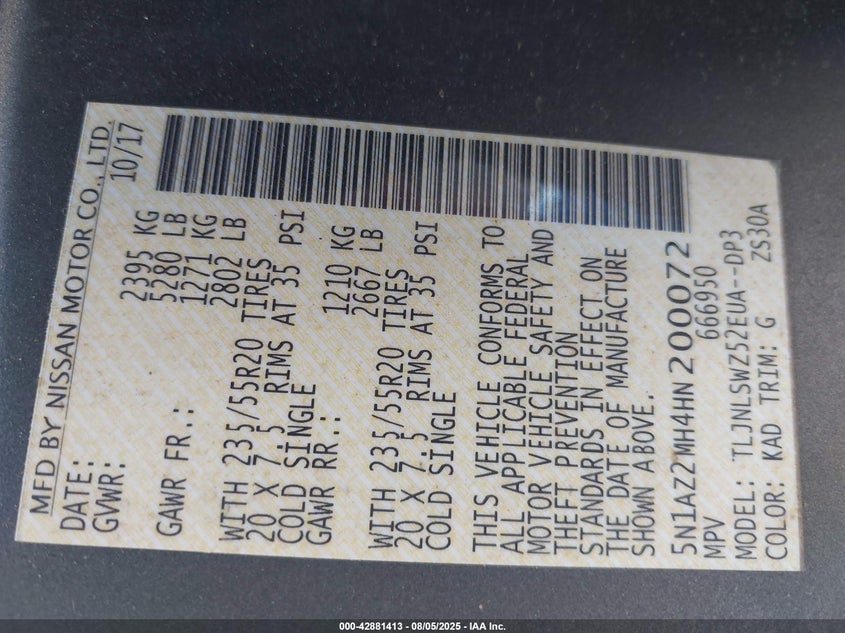 MFD BY NISSAN MOTOR CO., LTD.
DATE: 10/17
GVWR: 2395 KG
5280 LB
GAWR FR.: 1271 KG
2802 LB
WITH 235/55R20 TIRES
20 X 7.5 RIMS AT 35 PSI
COLD SINGLE
GAWR RR.: 1210 KG
2667 LB
WITH 235/55R20 TIRES
20 X 7.5 RIMS AT 35 PSI
COLD SINGLE
THIS VEHICLE CONFORMS TO
ALL APPLICABLE FEDERAL
MOTOR VEHICLE SAFETY AND
THEFT PREVENTION
STANDARDS IN EFFECT ON
THE DATE OF MANUFACTURE
SHOWN ABOVE.
5N1AZ2MH4HN200072
MPV 666950
MODEL: TLJNLSWZ52EUA--DP3
COLOR: KAD TRIM: G ZS30A
000-42881413 - 08/05/2025 - IAA Inc.